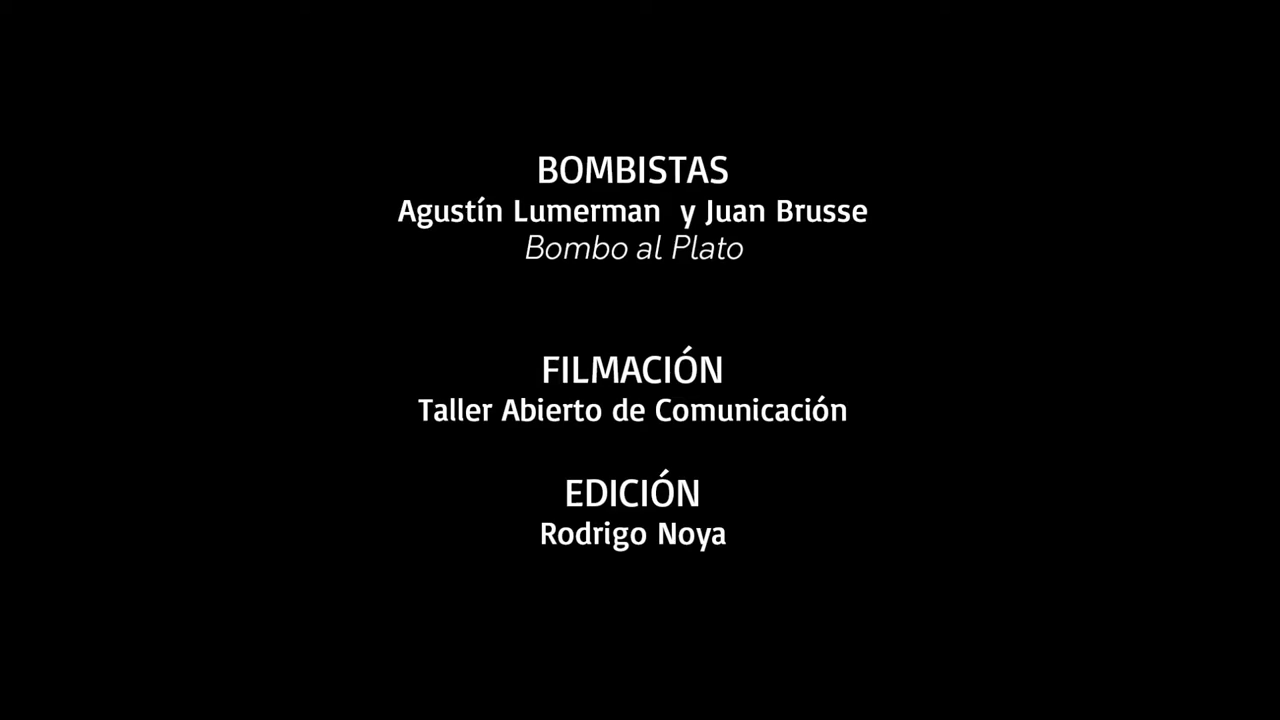 BOMBISTAS
Agustín Lumerman  y Juan Brusse
Bombo al Plato
FILMACIÓN
Taller Abierto de Comunicación
EDICIÓN
Rodrigo Noya